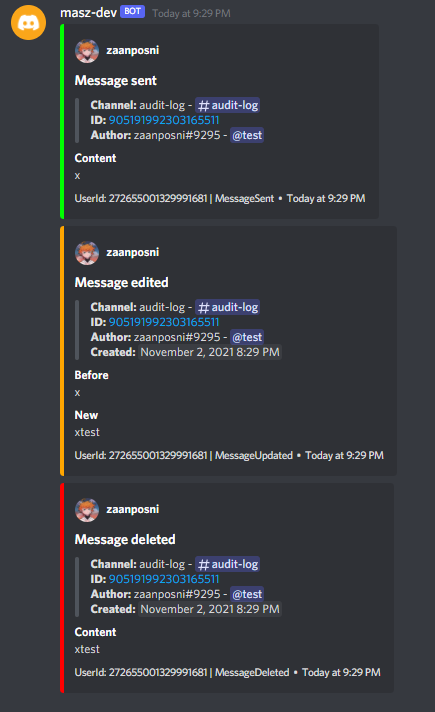 masz-dev BOT Today at 9:29 PM
zaanposni
Message sent
Channel: audit-log - # audit-log
ID: 905191992303165511
Author: zaanposni#9295 - @test
Content
x
UserId: 272655001329991681 | MessageSent • Today at 9:29 PM
zaanposni
Message edited
Channel: audit-log - # audit-log
ID: 905191992303165511
Author: zaanposni#9295 - @test
Created: November 2, 2021 8:29 PM
Before
x
New
xtest
UserId: 272655001329991681 | MessageUpdated • Today at 9:29 PM
zaanposni
Message deleted
Channel: audit-log - # audit-log
ID: 905191992303165511
Author: zaanposni#9295 - @test
Created: November 2, 2021 8:29 PM
Content
xtest
UserId: 272655001329991681 | MessageDeleted • Today at 9:29 PM